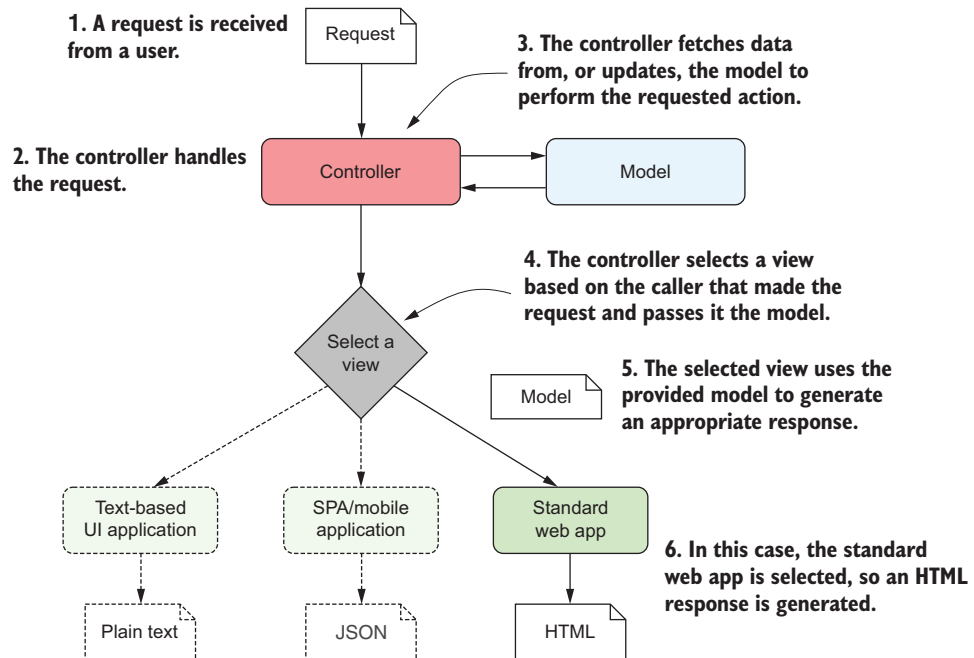 1. A request is received
from a user.
Request
3. The controller fetches data
from, or updates, the model to
perform the requested action.
2. The controller handles
the request.
Controller
Model
4. The controller selects a view
based on the caller that made the
request and passes it the model.
Select a
view
Model
5. The selected view uses the
provided model to generate
an appropriate response.
Text-based
UI application
SPA/mobile
application
Standard
web app
6. In this case, the standard
web app is selected, so an HTML
response is generated.
Plain text
JSON
HTML